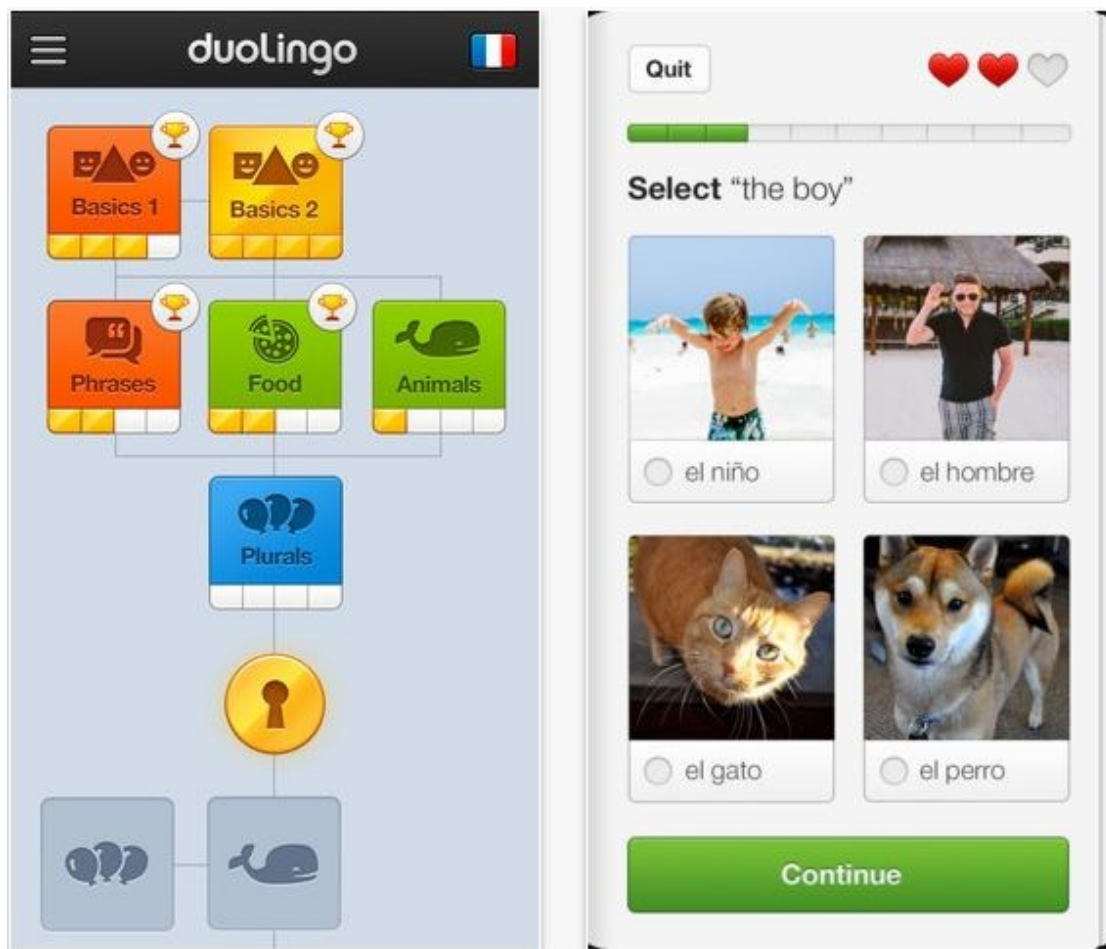 duolingo
Basics 1
Basics 2
Phrases
Food
Animals
Plurals
Quit
Select “the boy”
el niño
el hombre
el gato
el perro
Continue